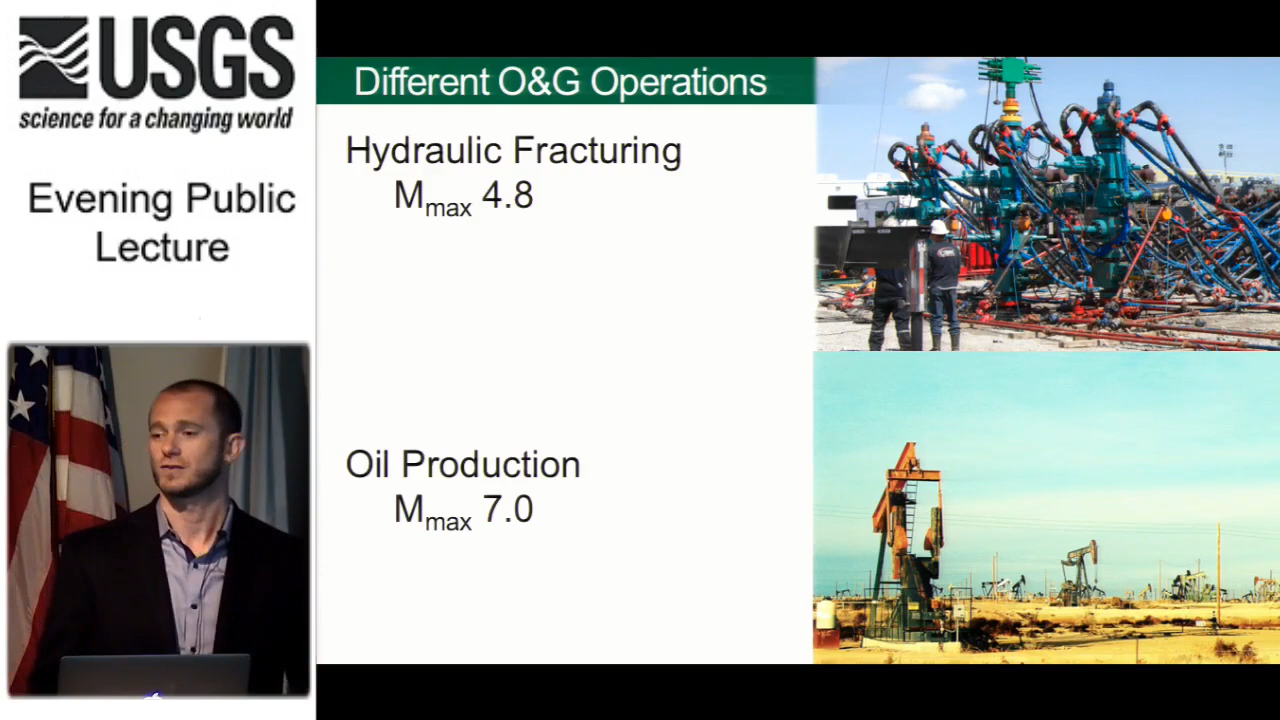 USGS
science for a changing world
Evening Public
Lecture
Different O&G Operations
Hydraulic Fracturing
Mmax 4.8
Oil Production
Mmax 7.0